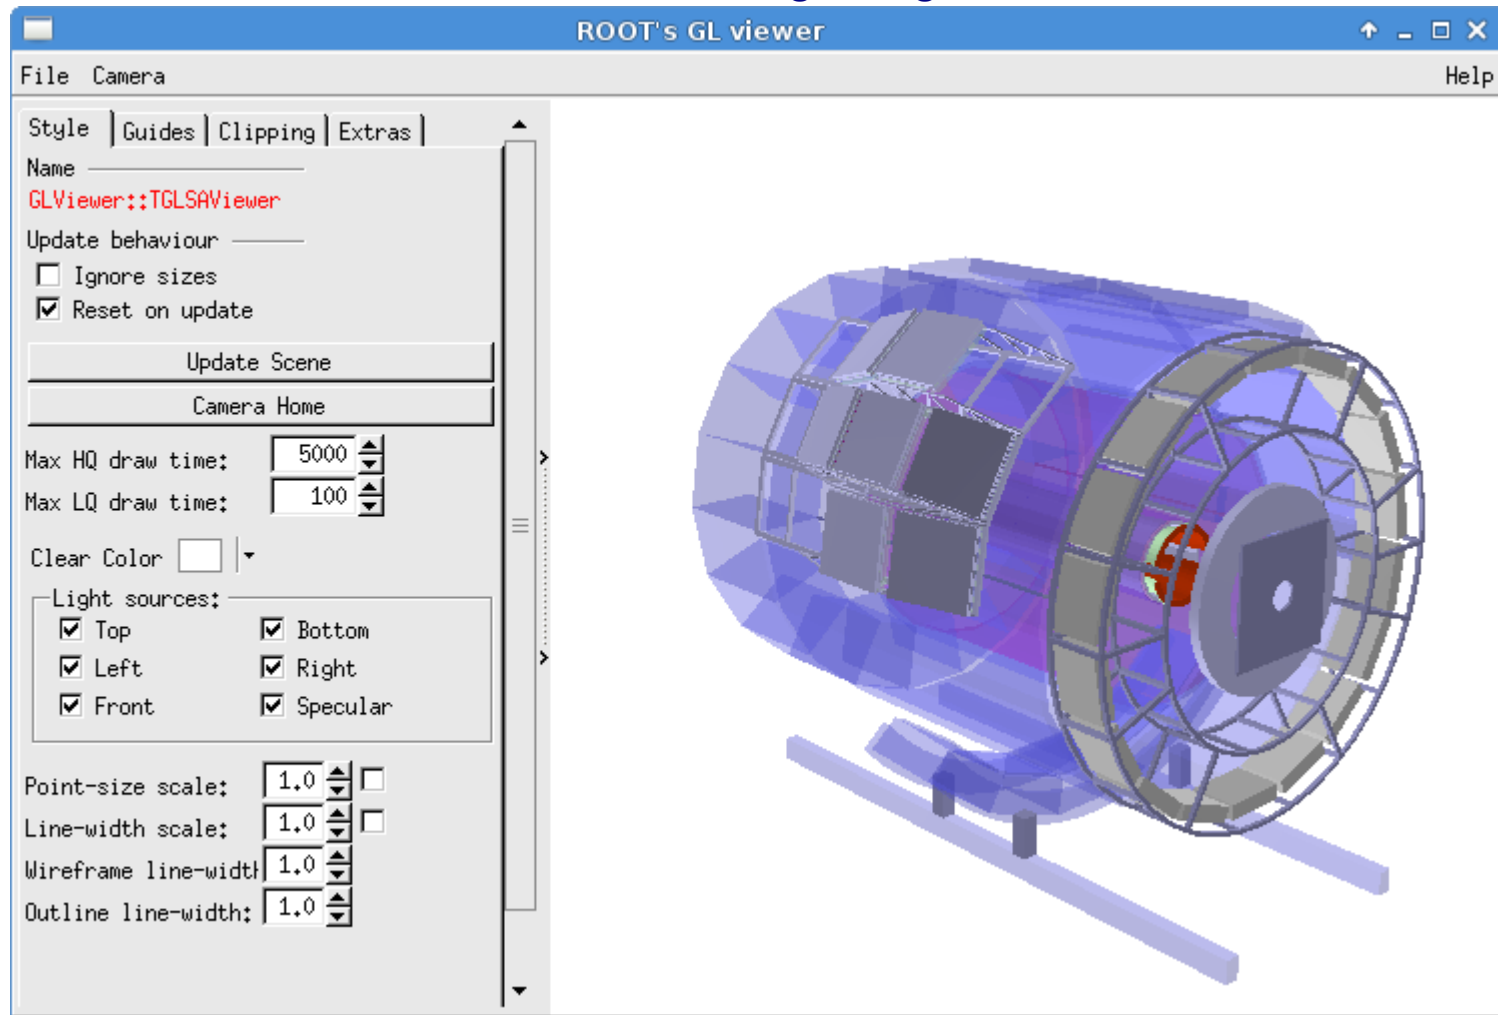 ROOT's GL viewer
File Camera Help
Style Guides Clipping Extras
Name
GLViewer::TGLSAViewer
Update behaviour
Ignore sizes
Reset on update
Update Scene
Camera Home
Max HQ draw time: 5000
Max LQ draw time: 100
Clear Color
Light sources:
Top Bottom
Left Right
Front Specular
Point-size scale: 1.0
Line-width scale: 1.0
Wireframe line-widt 1.0
Outline line-width: 1.0